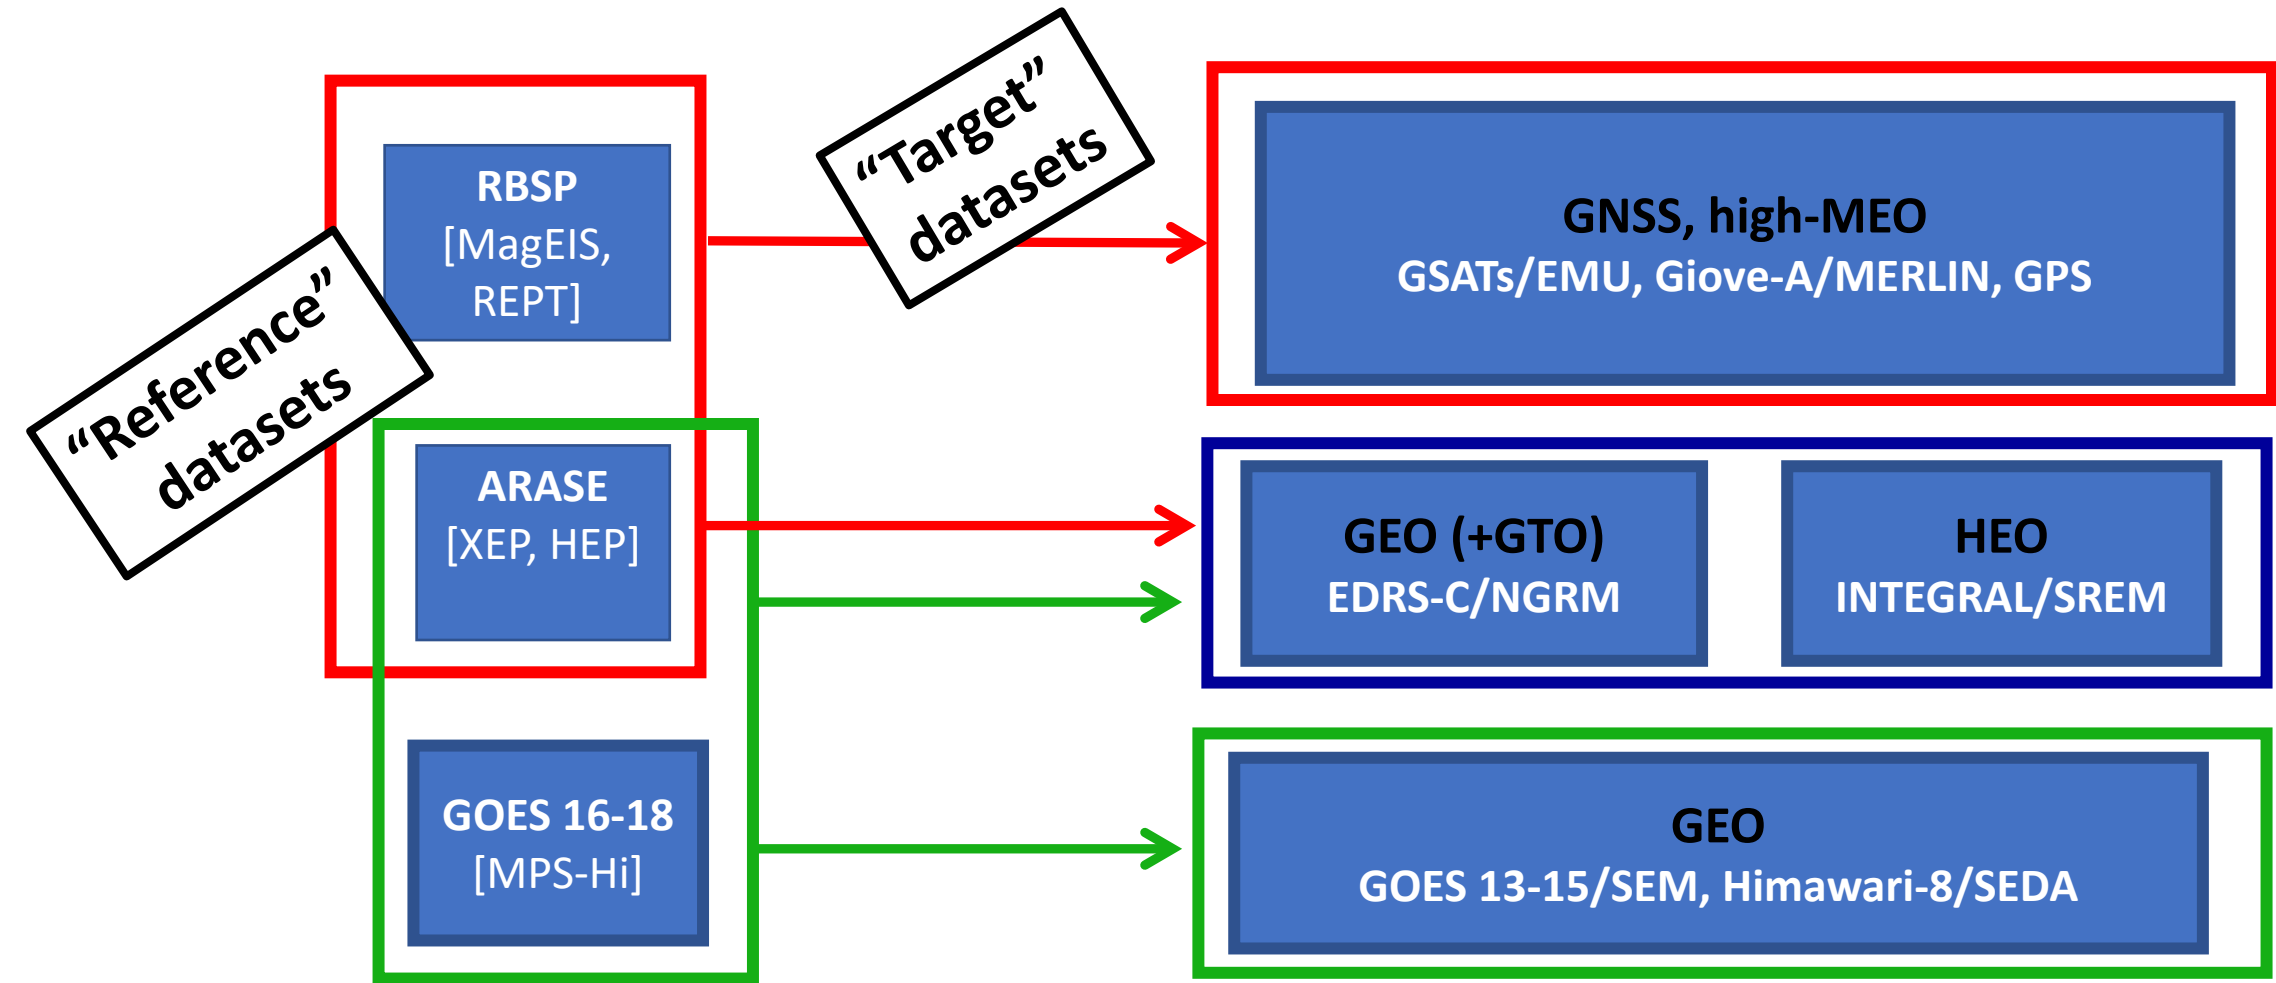 “Reference”
datasets
RBSP
[MagEIS,
REPT]
ARASE
[XEP, HEP]
GOES 16-18
[MPS-Hi]
“Target”
datasets
GNSS, high-MEO
GSATs/EMU, Giove-A/MERLIN, GPS
GEO (+GTO)
EDRS-C/NGRM
HEO
INTEGRAL/SREM
GEO
GOES 13-15/SEM, Himawari-8/SEDA